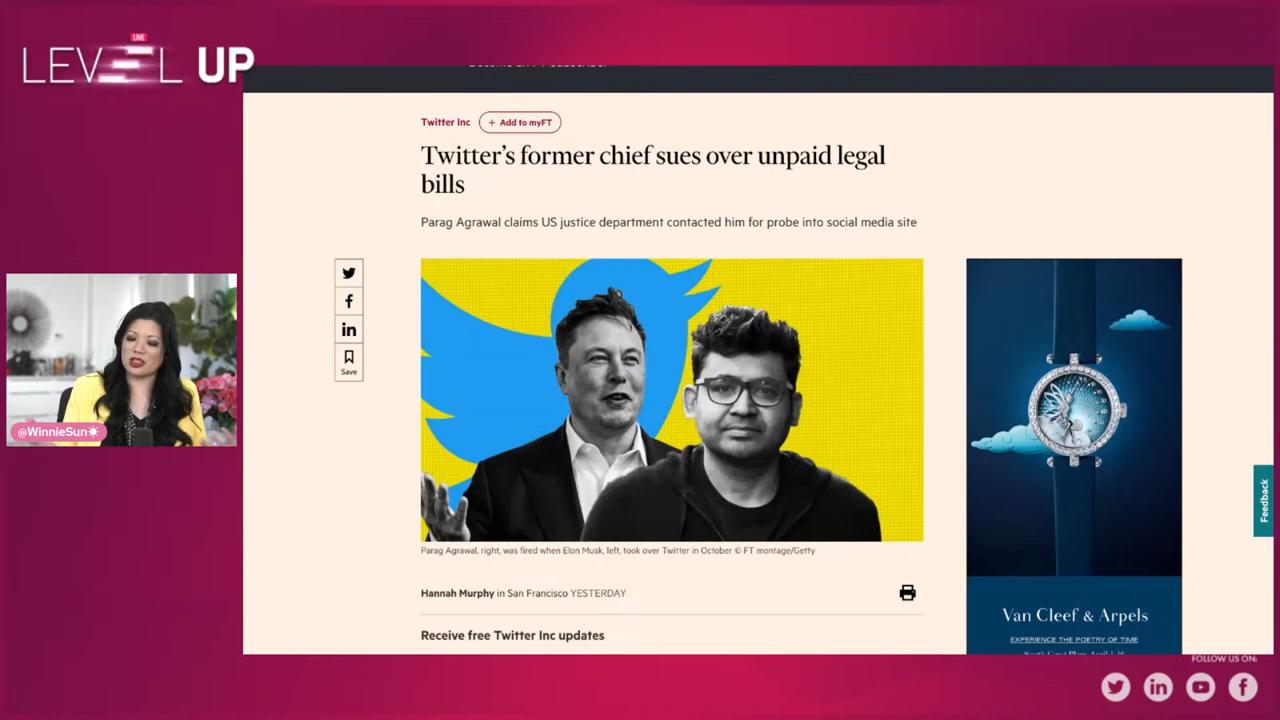 LIVE
LEVEL UP
Twitter Inc
+ Add to myFT
Twitter's former chief sues over unpaid legal
bills
Parag Agrawal claims US justice department contacted him for probe into social media site
Save
@WinnieSun
Parag Agrawal, right, was fired when Elon Musk, left, took over Twitter in October © FT montage/Getty
Hannah Murphy in San Francisco YESTERDAY
Receive free Twitter Inc updates
Van Cleef & Arpels
EXPERIENCE THE POETRY OF TIME
Feedback
FOLLOW US ON: